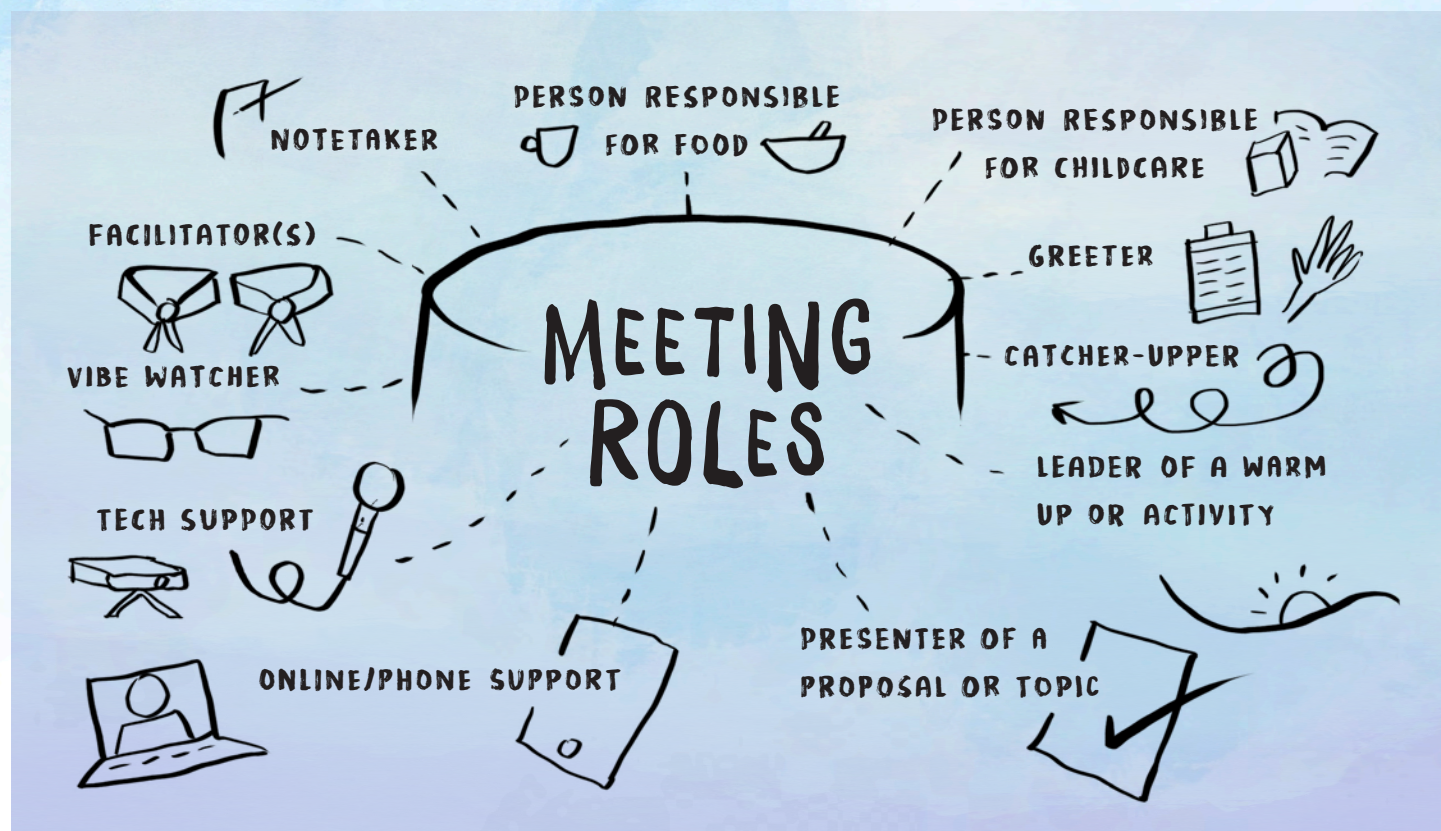 PERSON RESPONSIBLE
FOR FOOD
NOTETAKER
PERSON RESPONSIBLE
FOR CHILDCARE
FACILITATOR(S)
GREETER
MEETING
ROLES
VIBE WATCHER
CATCHER-UPPER
LEADER OF A WARM
UP OR ACTIVITY
TECH SUPPORT
ONLINE/PHONE SUPPORT
PRESENTER OF A
PROPOSAL OR TOPIC